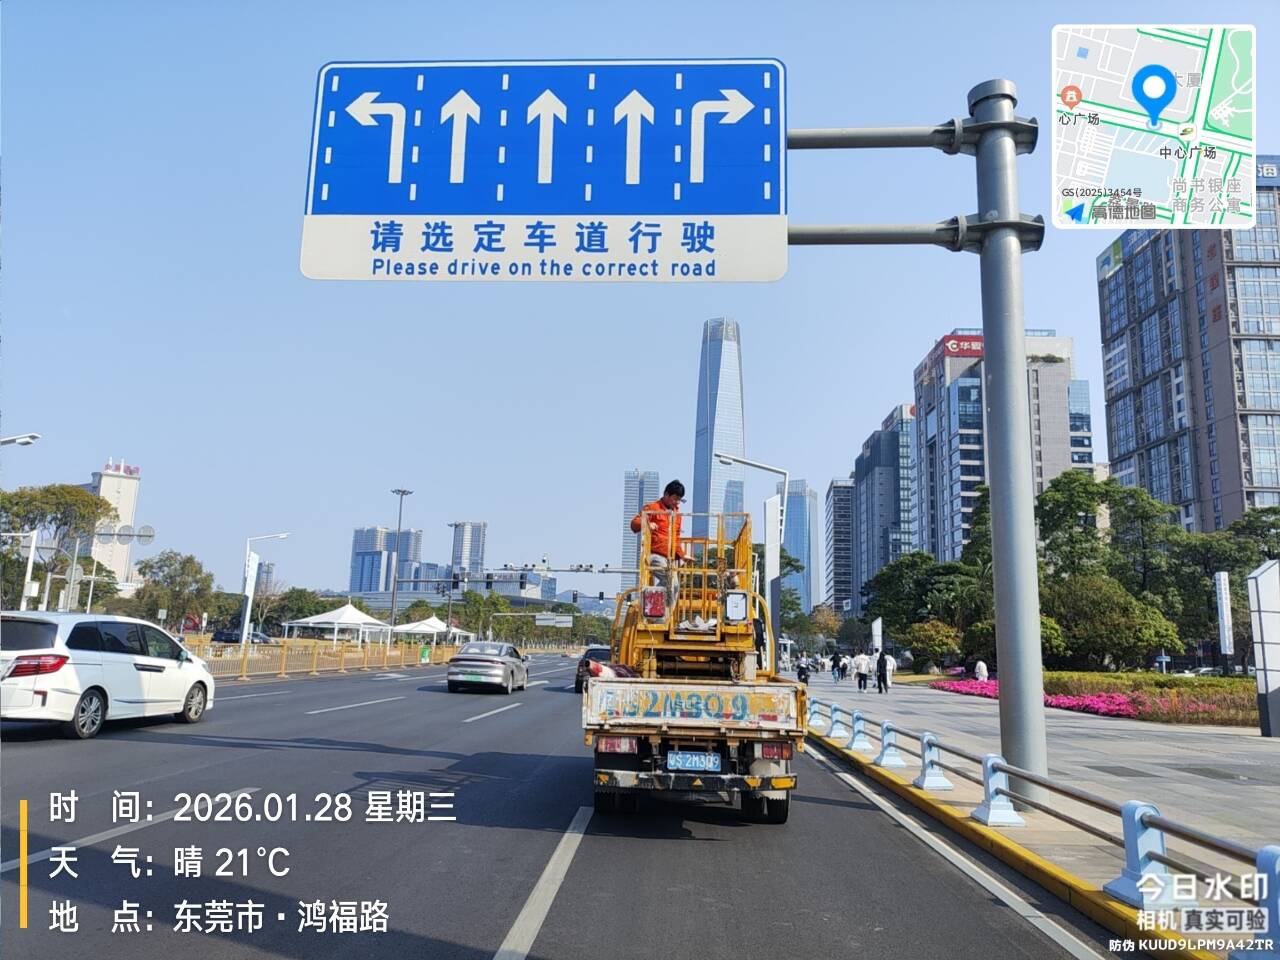 请选定车道行驶
Please drive on the correct road
大厦
心广场
中心广场
GS(2025)3454号
尚书银座
商务公寓
高德地图
华
海
2M309
粤S 2M309
时 间：2026.01.28 星期三
天 气：晴 21°C
地 点：东莞市·鸿福路
今日水印
相机 真实可验
防伪 KUUD9LPM9A42TR